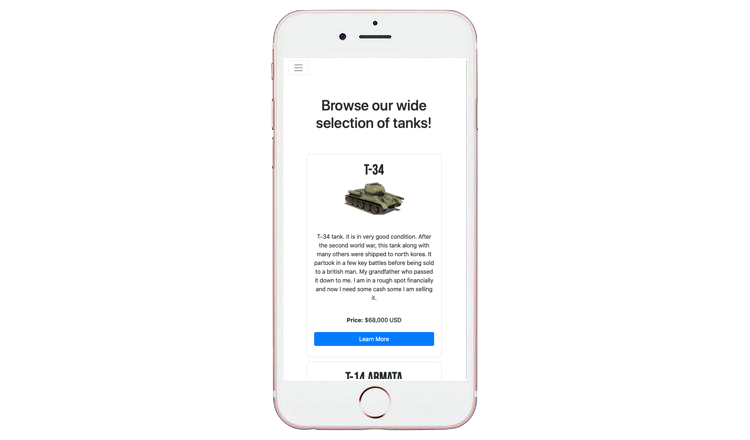 Browse our wide
selection of tanks!
T-34
T-34 tank. it is in very good condition. After
the second world war, this tank along with
many others were shipped to north korea. It
partook in a few key battles before being sold
to a british man. My grandfather who passed
it down to me. I am in a rough spot financially
and now I need some cash some I am selling
it.
Price: $68,000 USD
Learn More
T-14 ARMATA